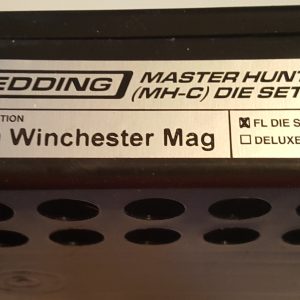 EDDING MASTER HUNT
(MH-C) DIE SET
TION
Winchester Mag
☒ FL DIE S
☐ DELUXE